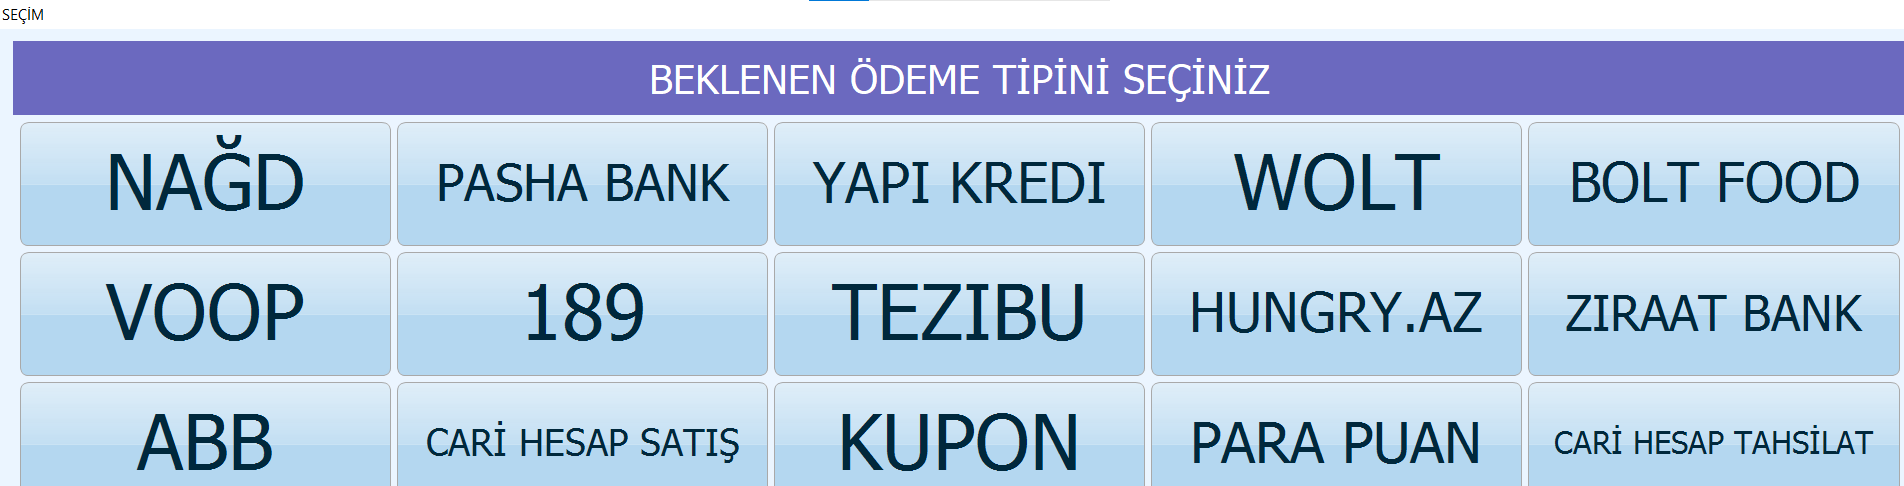 SEÇİM
BEKLENEN ÖDEME TİPİNİ SEÇİNİZ
NAĞD
PASHA BANK
YAPI KREDI
WOLT
BOLT FOOD
VOOP
189
TEZIBU
HUNGRY.AZ
ZIRAAT BANK
ABB
CARİ HESAP SATIŞ
KUPON
PARA PUAN
CARİ HESAP TAHSİLAT